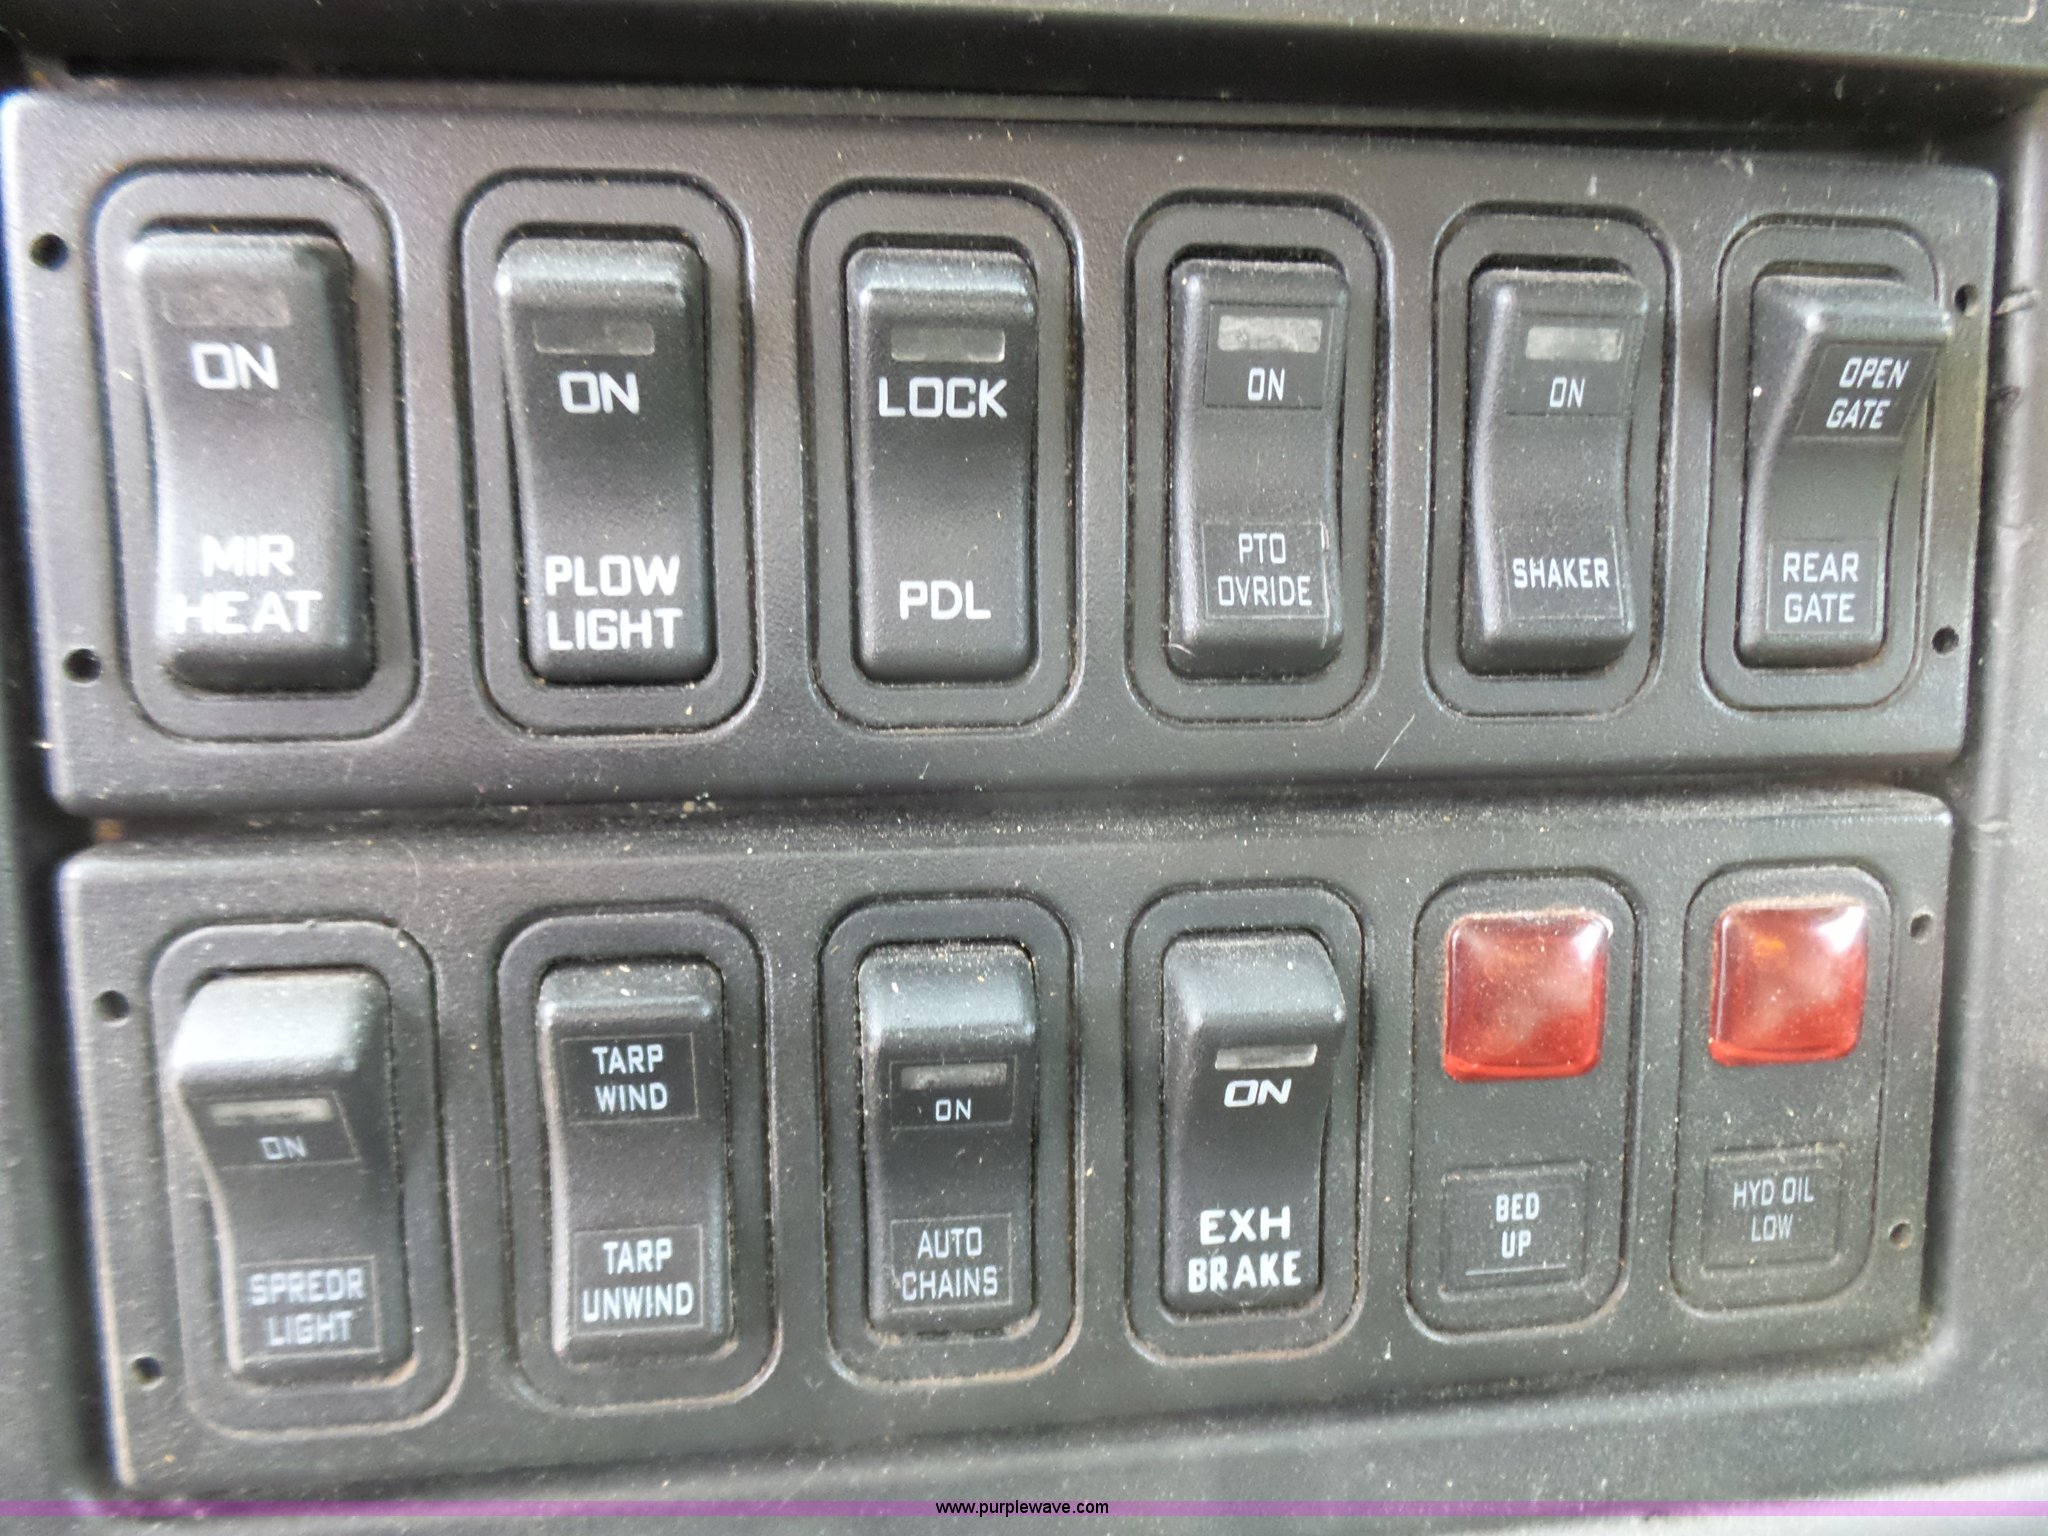 ON
MIR
HEAT
ON
PLOW
LIGHT
LOCK
PDL
ON
PTO
OVRIDE
ON
SHAKER
OPEN
GATE
REAR
GATE
ON
SPREDR
LIGHT
TARP
WIND
TARP
UNWIND
ON
AUTO
CHAINS
ON
EXH
BRAKE
BED
UP
HYD OIL
LOW
www.purplewave.com